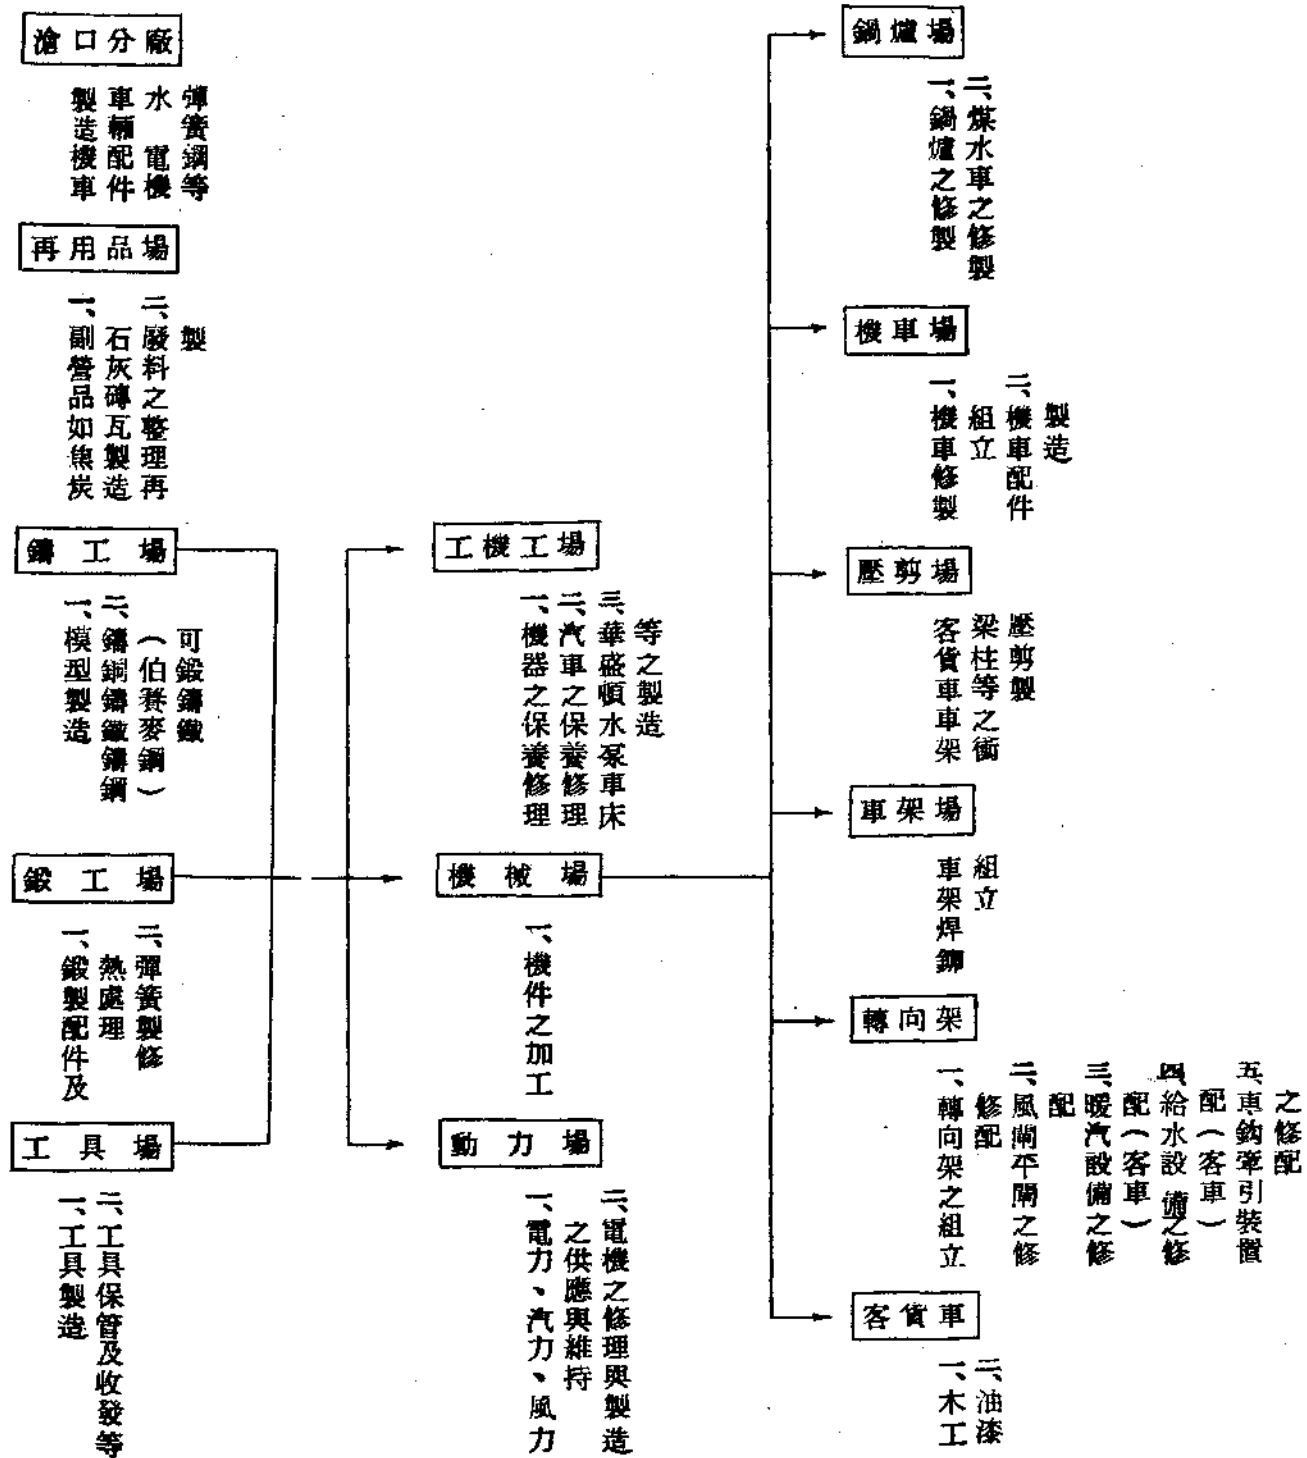 滄口分廠
製造機車
車輛配件
水電機
彈簧鋼等
再用品場
一、副營品如焦炭
石灰磚瓦製造
二、廢料之整理再
製
鑄工場
一、模型製造
二、鑄銅鑄鐵鑄鋼
（伯賽麥鋼）
可鍛鑄鐵
鍛工場
一、鍛製配件及
熱處理
二、彈簧製修
工具場
一、工具製造
二、工具保管及收發等
工機工場
一、機器之保養修理
二、汽車之保養修理
三、華盛頓水泵車床
等之製造
機械場
一、機件之加工
動力場
一、電力、汽力、風力
之供應與維持
二、電機之修理與製造
鍋爐場
一、鍋爐之修製
二、煤水車之修製
機車場
一、機車修製
組立
二、機車配件
製造
壓剪場
客貨車車架
梁柱等之衝
壓剪製
車架場
車架焊鉚
組立
轉向架
一、轉向架之組立
修配
二、風閘平閘之修
配
三、暖汽設備之修
配（客車）
四、給水設備之修
配（客車）
五、車鈎牽引裝置
之修配
客貨車
一、木工
二、油漆